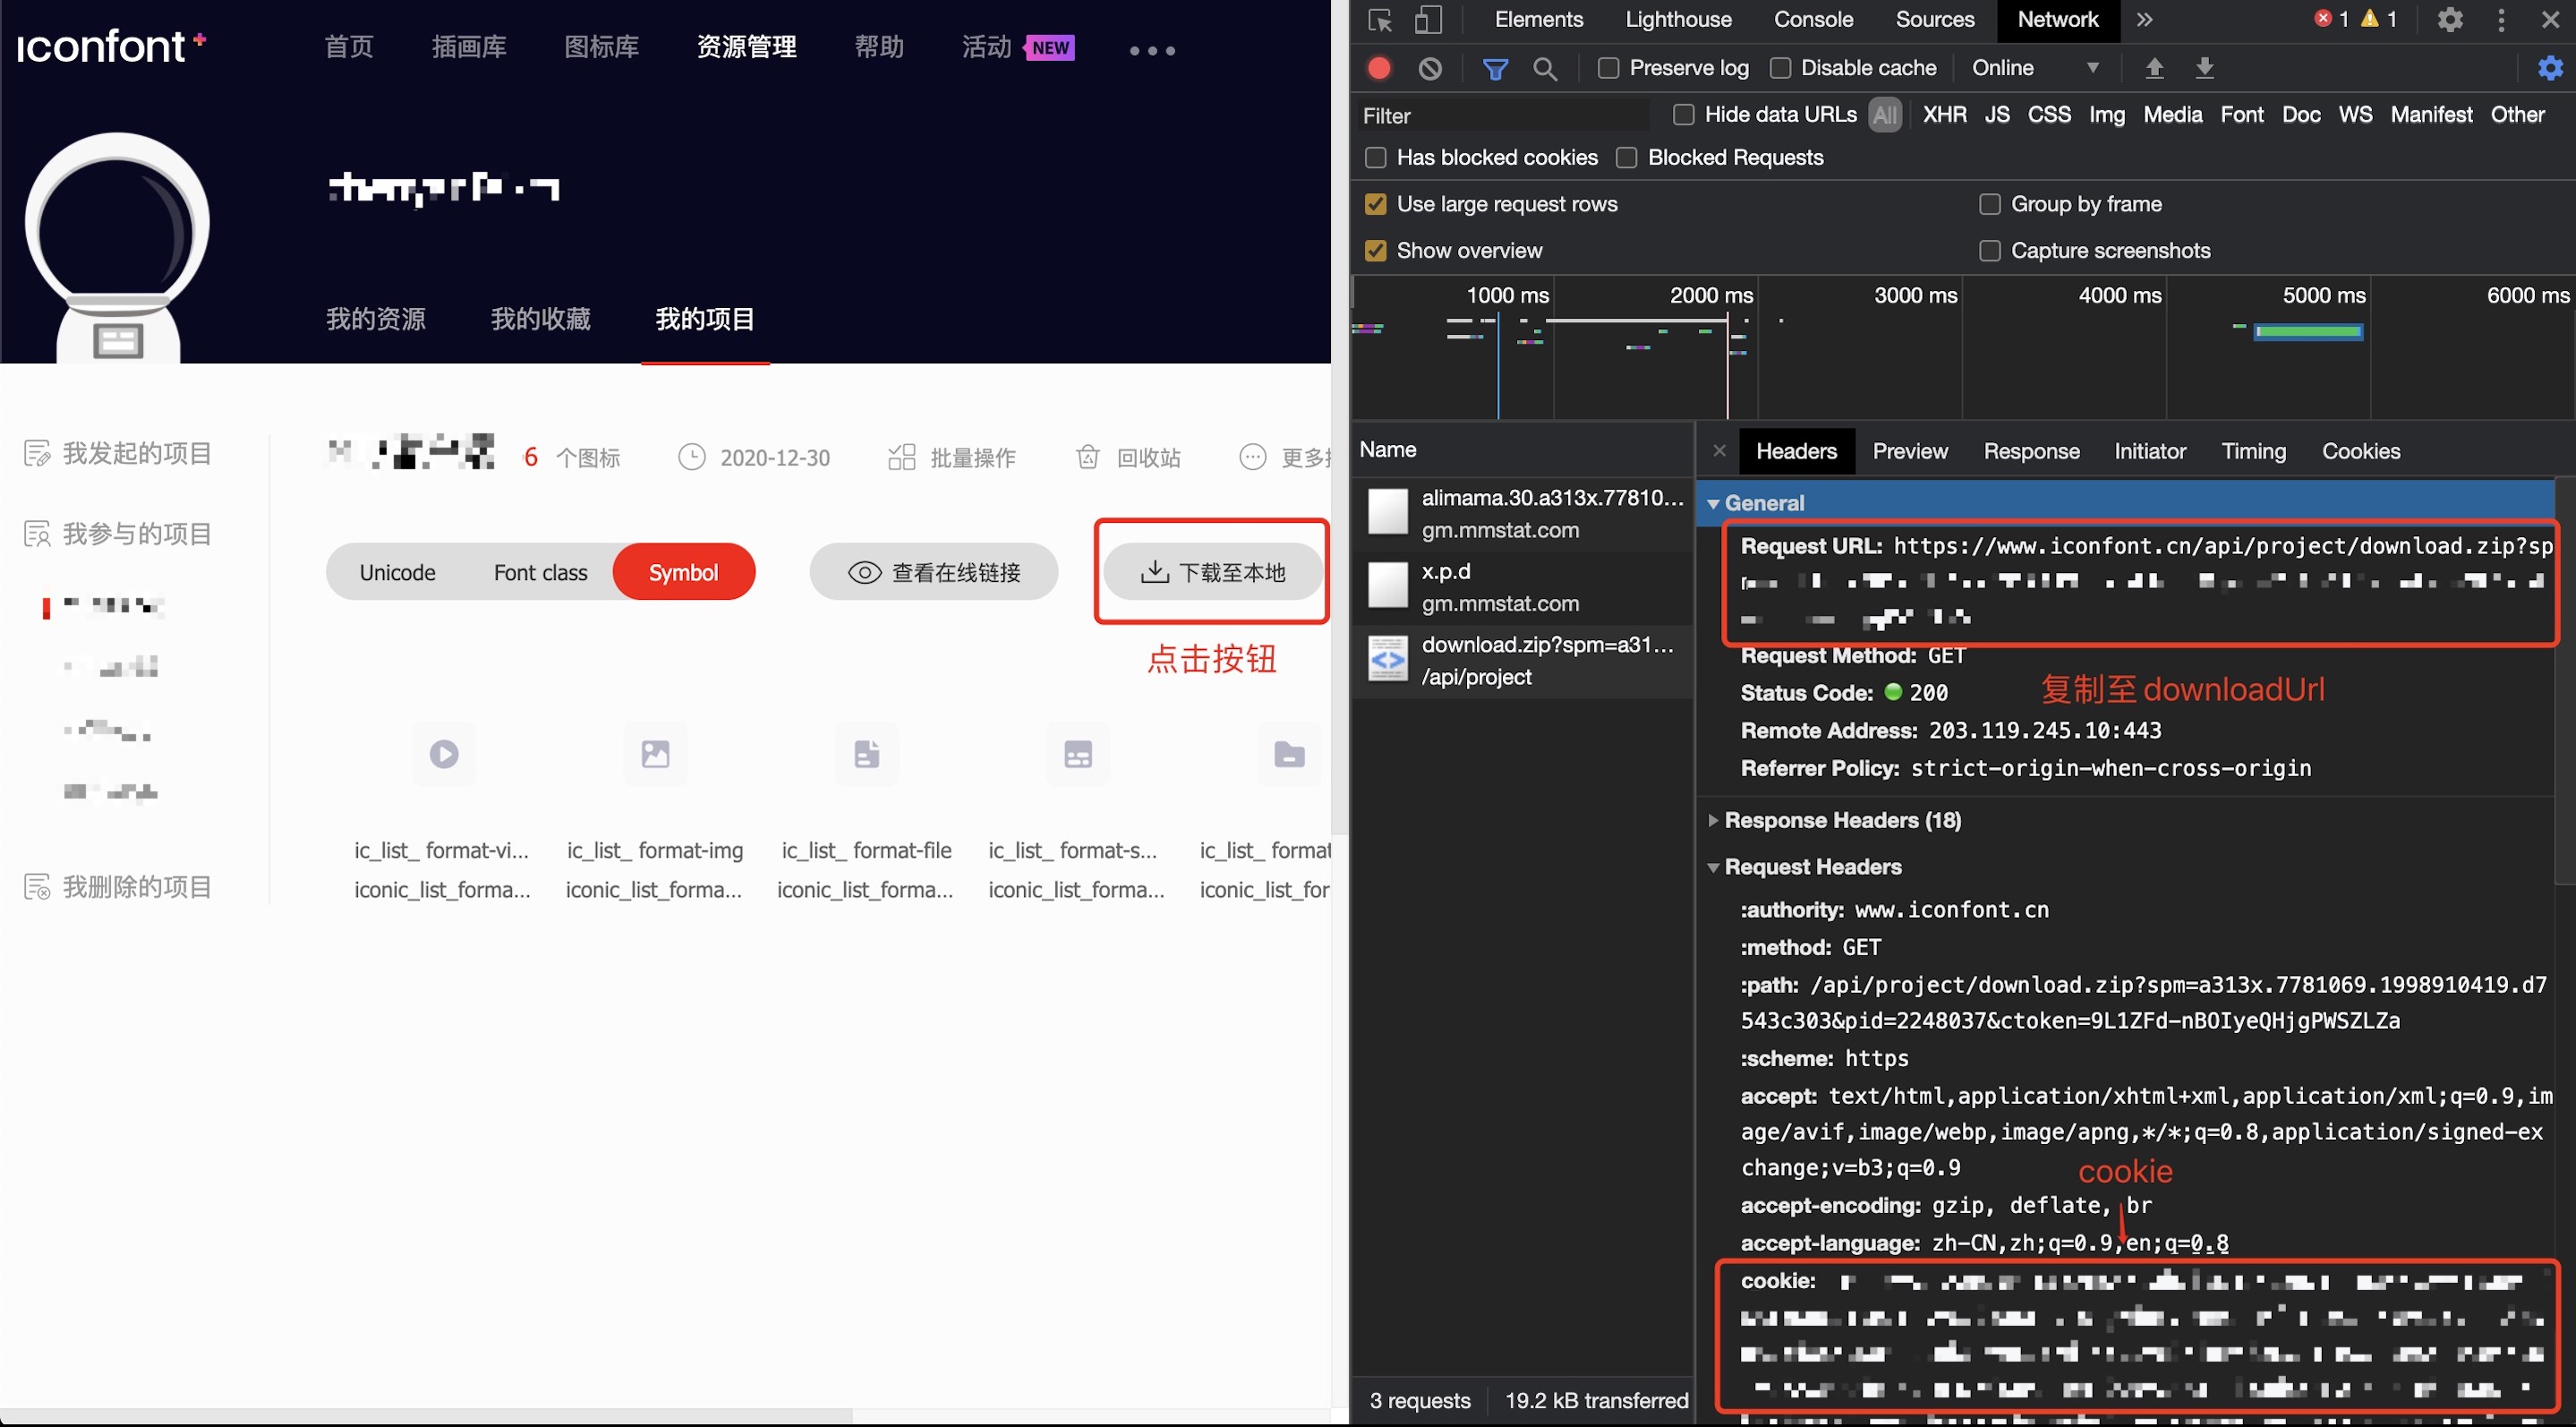 iconfont+
首页 插画库 图标库 资源管理 帮助 活动 NEW
我的资源 我的收藏 我的项目
我发起的项目
我参与的项目
我删除的项目
6 个图标 2020-12-30 批量操作 回收站 更多
Unicode Font class Symbol 查看在线链接 下载至本地
点击按钮
ic_list_ format-vi... ic_list_ format-img ic_list_ format-file ic_list_ format-s... ic_list_ format
iconic_list_forma... iconic_list_forma... iconic_list_forma... iconic_list_forma... iconic_list_for
Elements Lighthouse Console Sources Network » 1 1
Preserve log Disable cache Online
Filter Hide data URLs All XHR JS CSS Img Media Font Doc WS Manifest Other
Has blocked cookies Blocked Requests
Use large request rows Group by frame
Show overview Capture screenshots
1000 ms 2000 ms 3000 ms 4000 ms 5000 ms 6000 ms
Name
alimama.30.a313x.77810...
gm.mmstat.com
x.p.d
gm.mmstat.com
download.zip?spm=a31...
/api/project
3 requests 19.2 kB transferred
Headers Preview Response Initiator Timing Cookies
General
Request URL: https://www.iconfont.cn/api/project/download.zip?sp
Request Method: GET
Status Code: 200
复制至 downloadUrl
Remote Address: 203.119.245.10:443
Referrer Policy: strict-origin-when-cross-origin
Response Headers (18)
Request Headers
:authority: www.iconfont.cn
:method: GET
:path: /api/project/download.zip?spm=a313x.7781069.1998910419.d7
543c303&pid=2248037&ctoken=9L1ZFd-nBOIyeQHjgPWSZLZa
:scheme: https
accept: text/html,application/xhtml+xml,application/xml;q=0.9,im
age/avif,image/webp,image/apng,*/*;q=0.8,application/signed-ex
change;v=b3;q=0.9
cookie
accept-encoding: gzip, deflate, br
accept-language: zh-CN,zh;q=0.9,en;q=0.8
cookie: